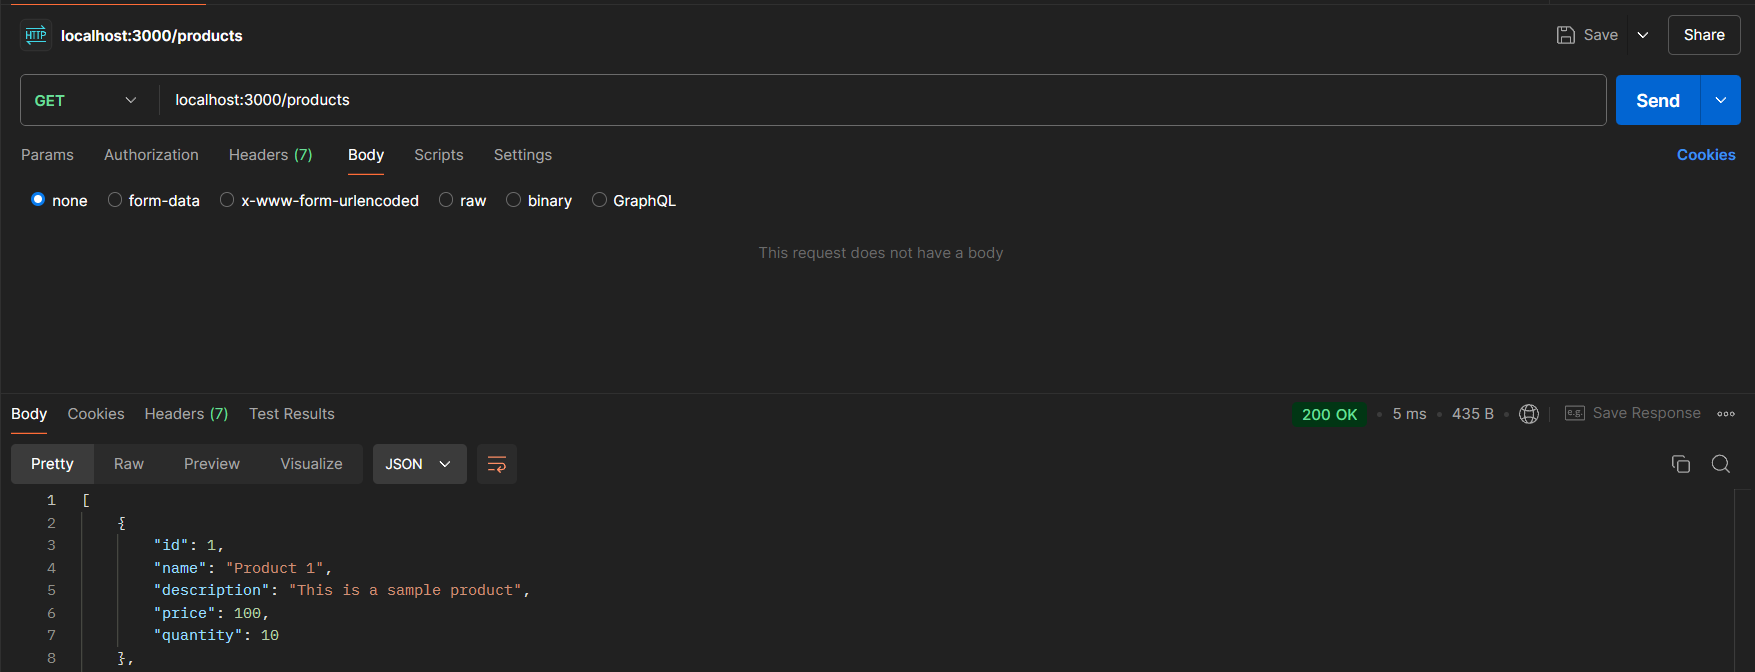 HTTP localhost:3000/products Save Share
GET localhost:3000/products Send
Params Authorization Headers (7) Body Scripts Settings Cookies
none form-data x-www-form-urlencoded raw binary GraphQL
This request does not have a body
Body Cookies Headers (7) Test Results 200 OK 5 ms 435 B e.g. Save Response
Pretty Raw Preview Visualize JSON
1 [
2 {
3 "id": 1,
4 "name": "Product 1",
5 "description": "This is a sample product",
6 "price": 100,
7 "quantity": 10
8 },